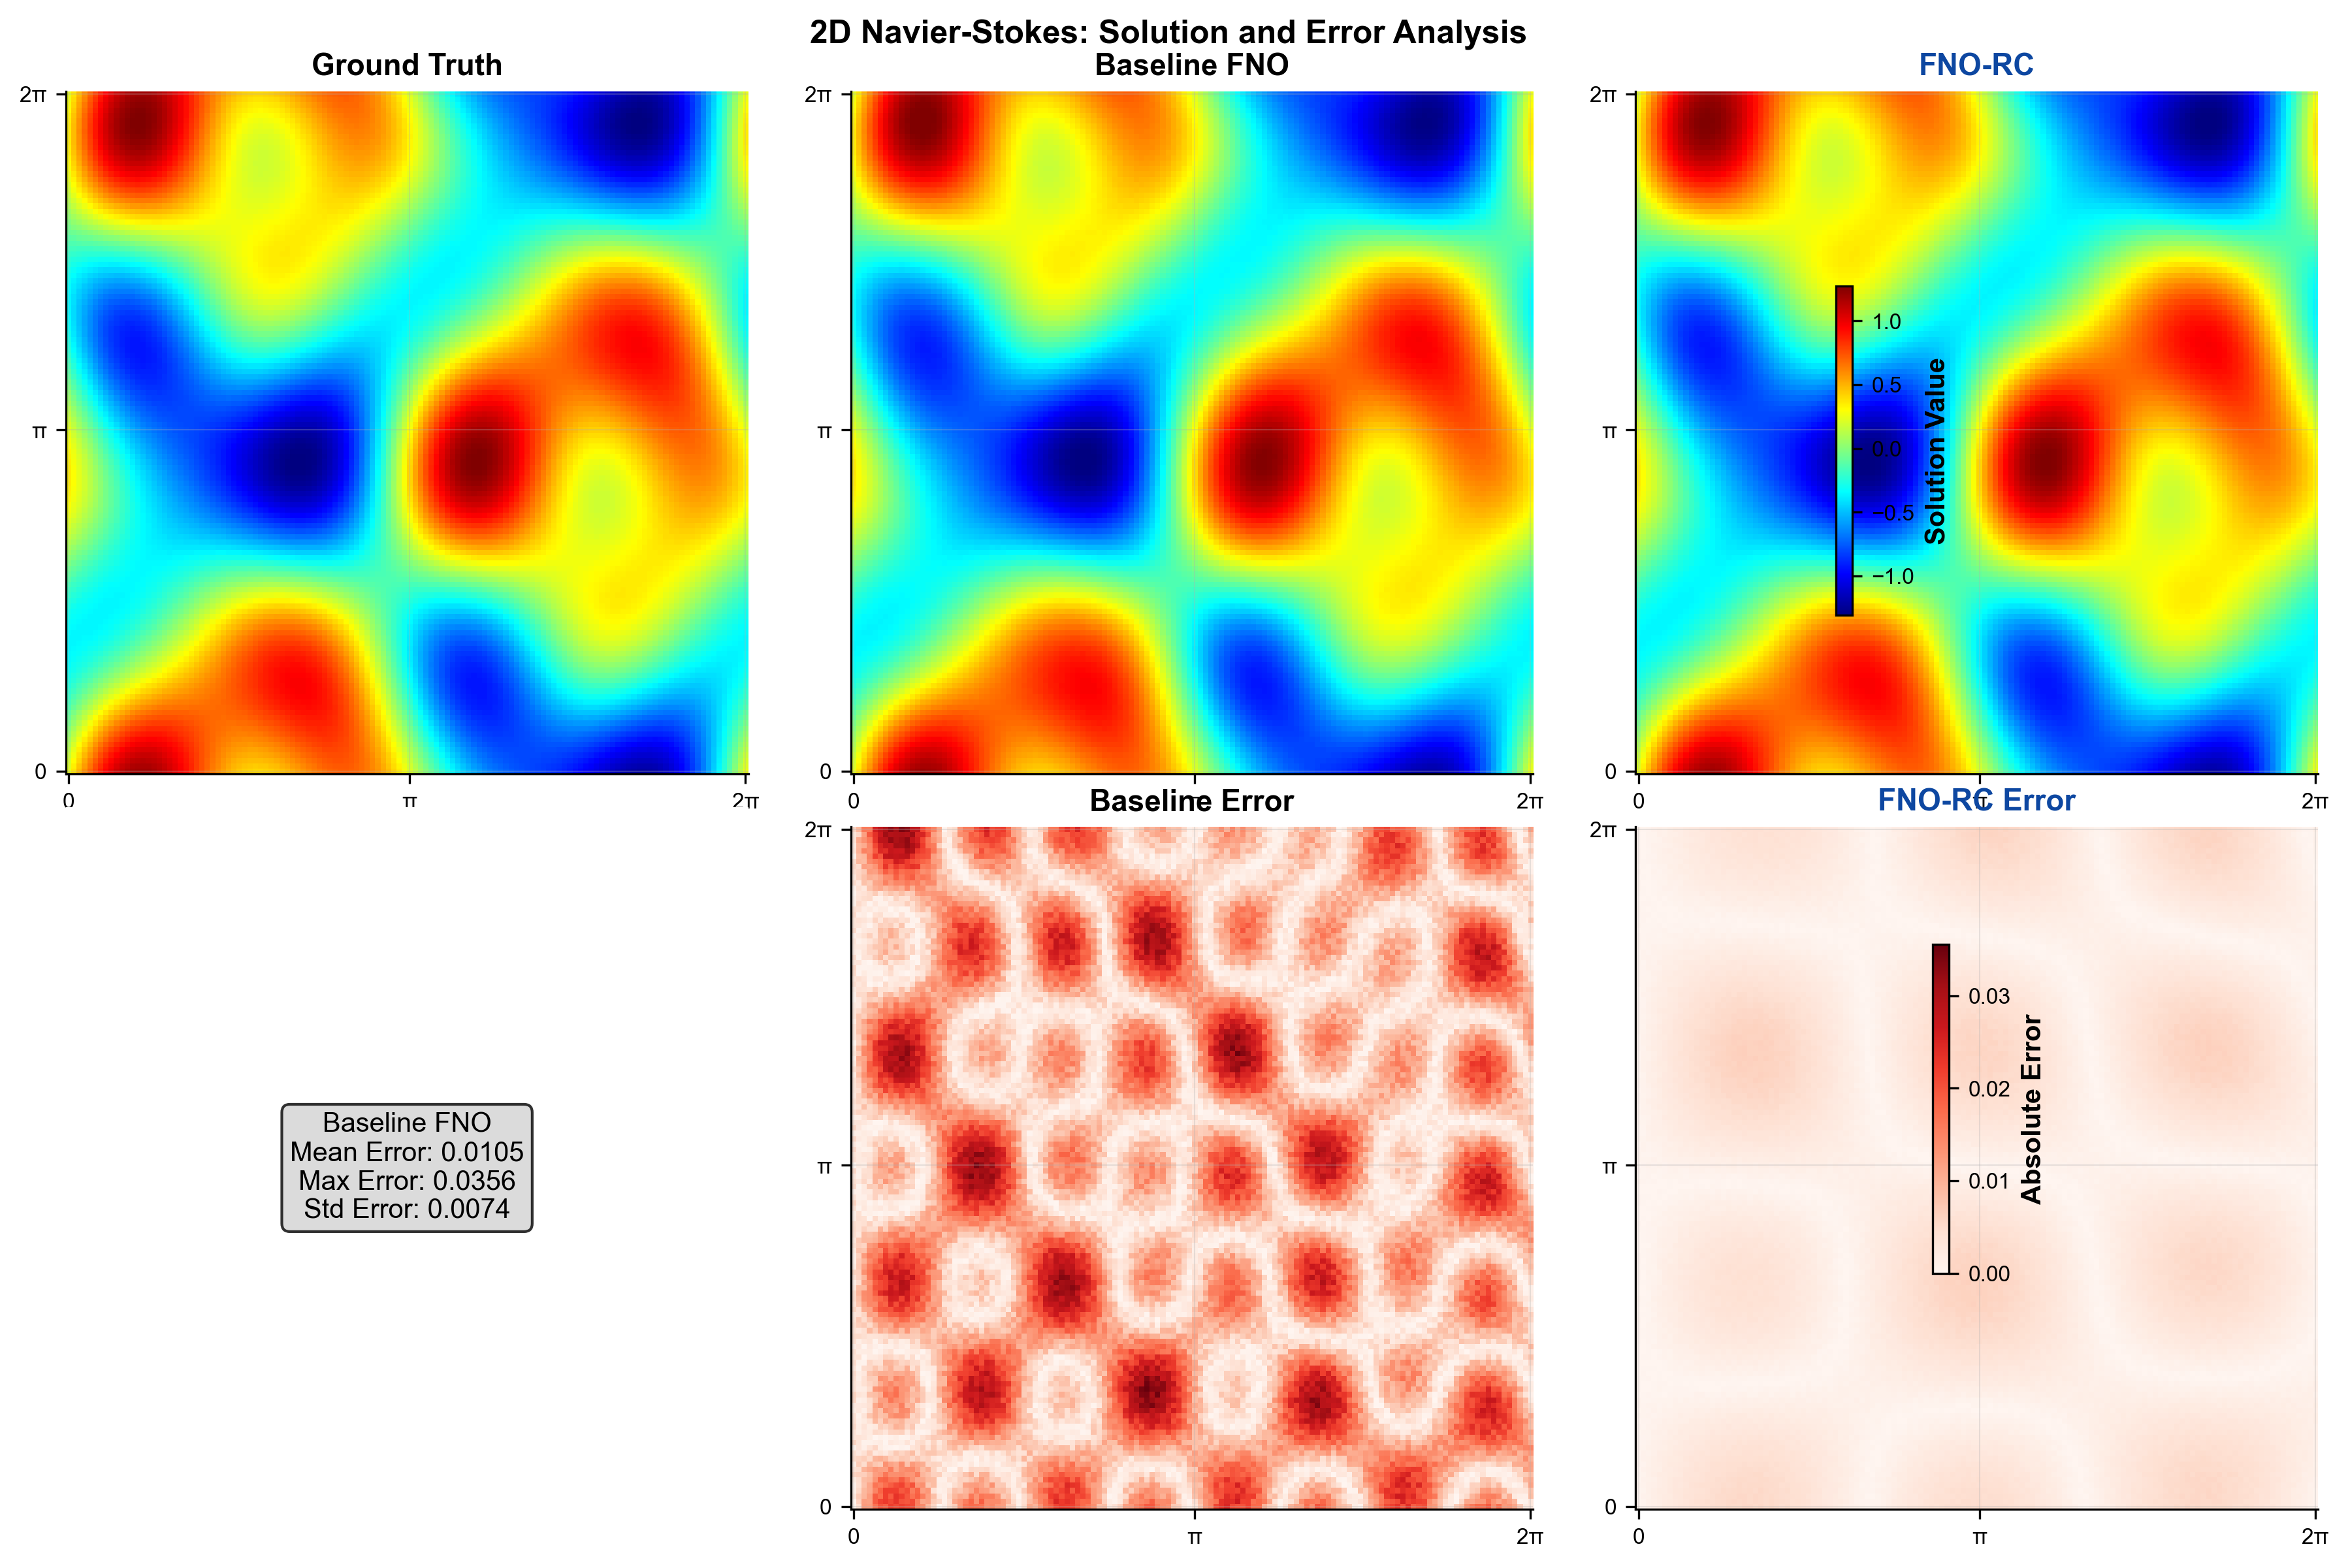 2D Navier-Stokes: Solution and Error Analysis
Ground Truth
Baseline FNO
FNO-RC
2π
π
0
0
π
2π
2π
π
0
0
π
2π
2π
π
0
0
π
2π
1.0
0.5
0.0
−0.5
−1.0
Solution Value
Baseline FNO
Mean Error: 0.0105
Max Error: 0.0356
Std Error: 0.0074
Baseline Error
2π
π
0
0
π
2π
FNO-RC Error
2π
π
0
0
π
2π
0.03
0.02
0.01
0.00
Absolute Error